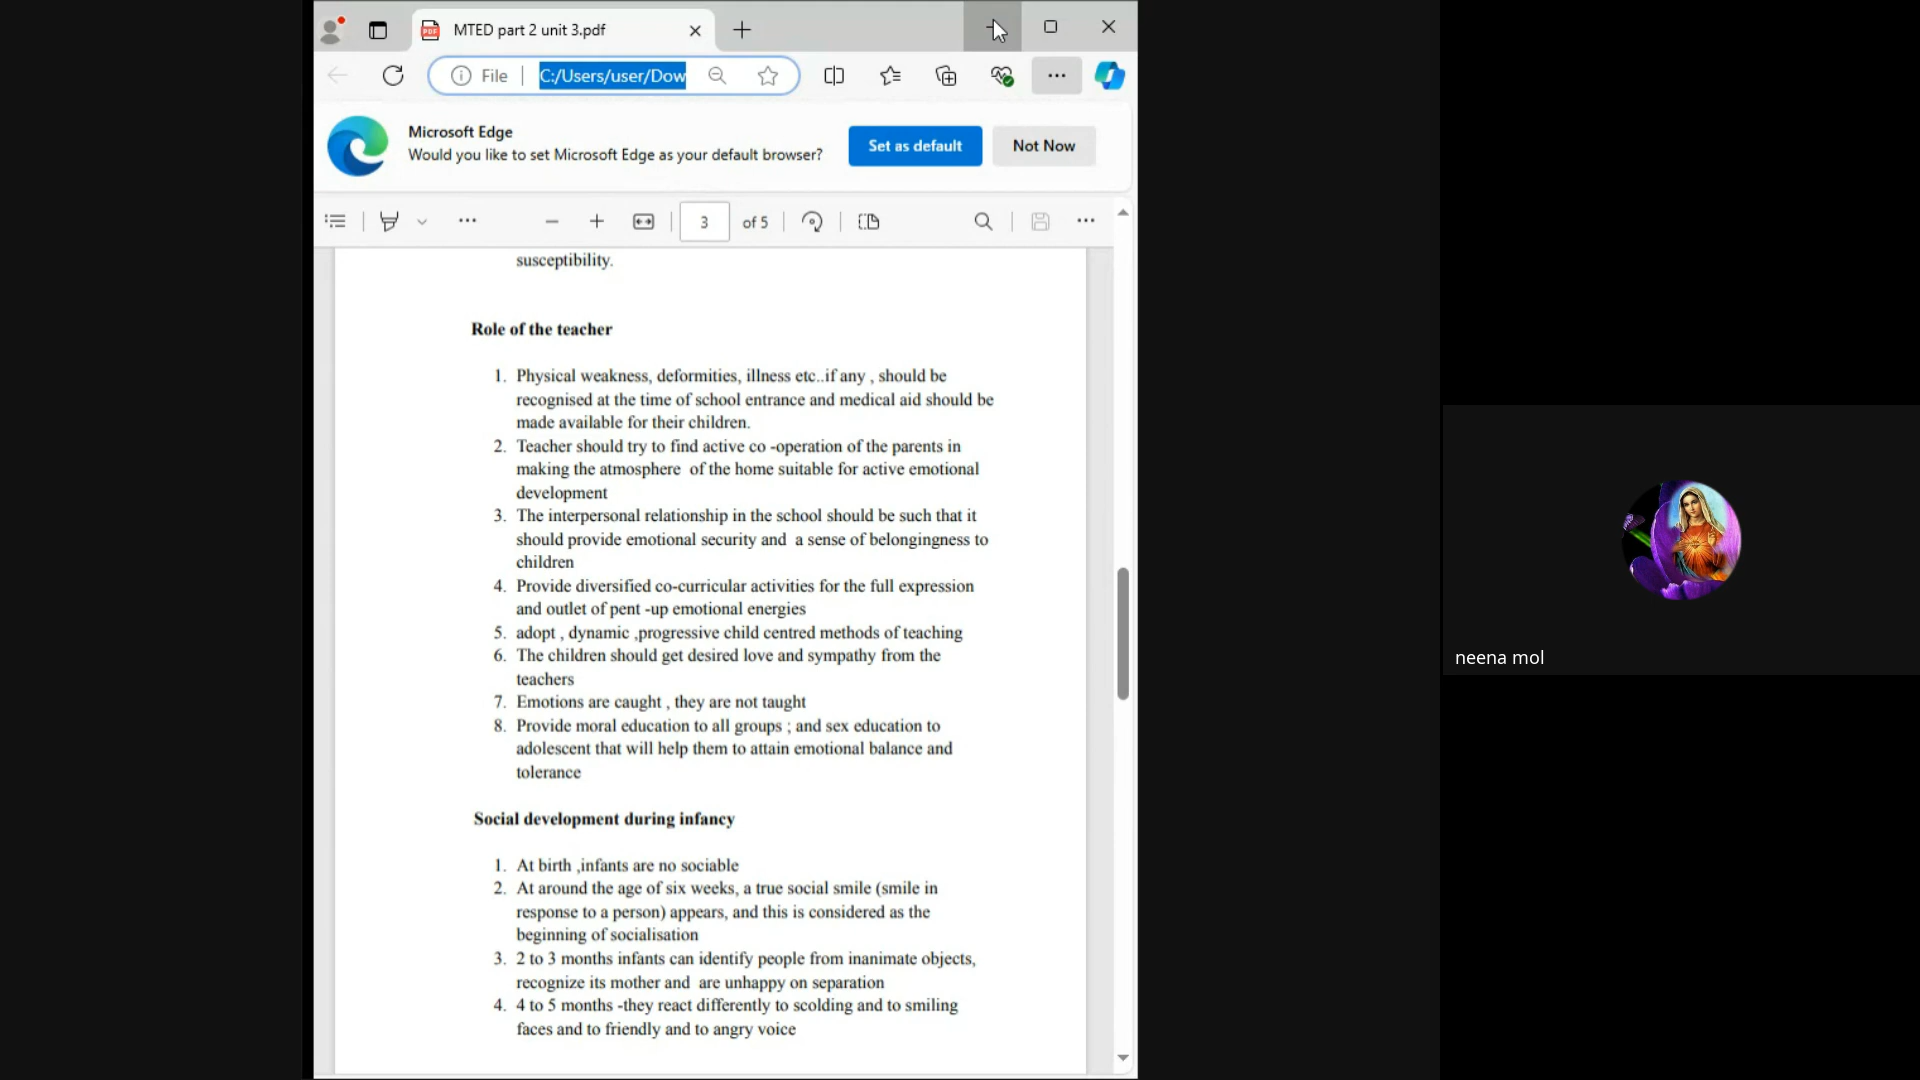 MTED part 2 unit 3.pdf
File
C:/Users/user/Dow
Microsoft Edge
Would you like to set Microsoft Edge as your default browser?
Set as default
Not Now
3
of 5
susceptibility.
Role of the teacher
1. Physical weakness, deformities, illness etc..if any , should be
recognised at the time of school entrance and medical aid should be
made available for their children.
2. Teacher should try to find active co -operation of the parents in
making the atmosphere of the home suitable for active emotional
development
3. The interpersonal relationship in the school should be such that it
should provide emotional security and a sense of belongingness to
children
4. Provide diversified co-curricular activities for the full expression
and outlet of pent -up emotional energies
5. adopt , dynamic ,progressive child centred methods of teaching
6. The children should get desired love and sympathy from the
teachers
7. Emotions are caught , they are not taught
8. Provide moral education to all groups ; and sex education to
adolescent that will help them to attain emotional balance and
tolerance
Social development during infancy
1. At birth ,infants are no sociable
2. At around the age of six weeks, a true social smile (smile in
response to a person) appears, and this is considered as the
beginning of socialisation
3. 2 to 3 months infants can identify people from inanimate objects,
recognize its mother and are unhappy on separation
4. 4 to 5 months -they react differently to scolding and to smiling
faces and to friendly and to angry voice
neena mol